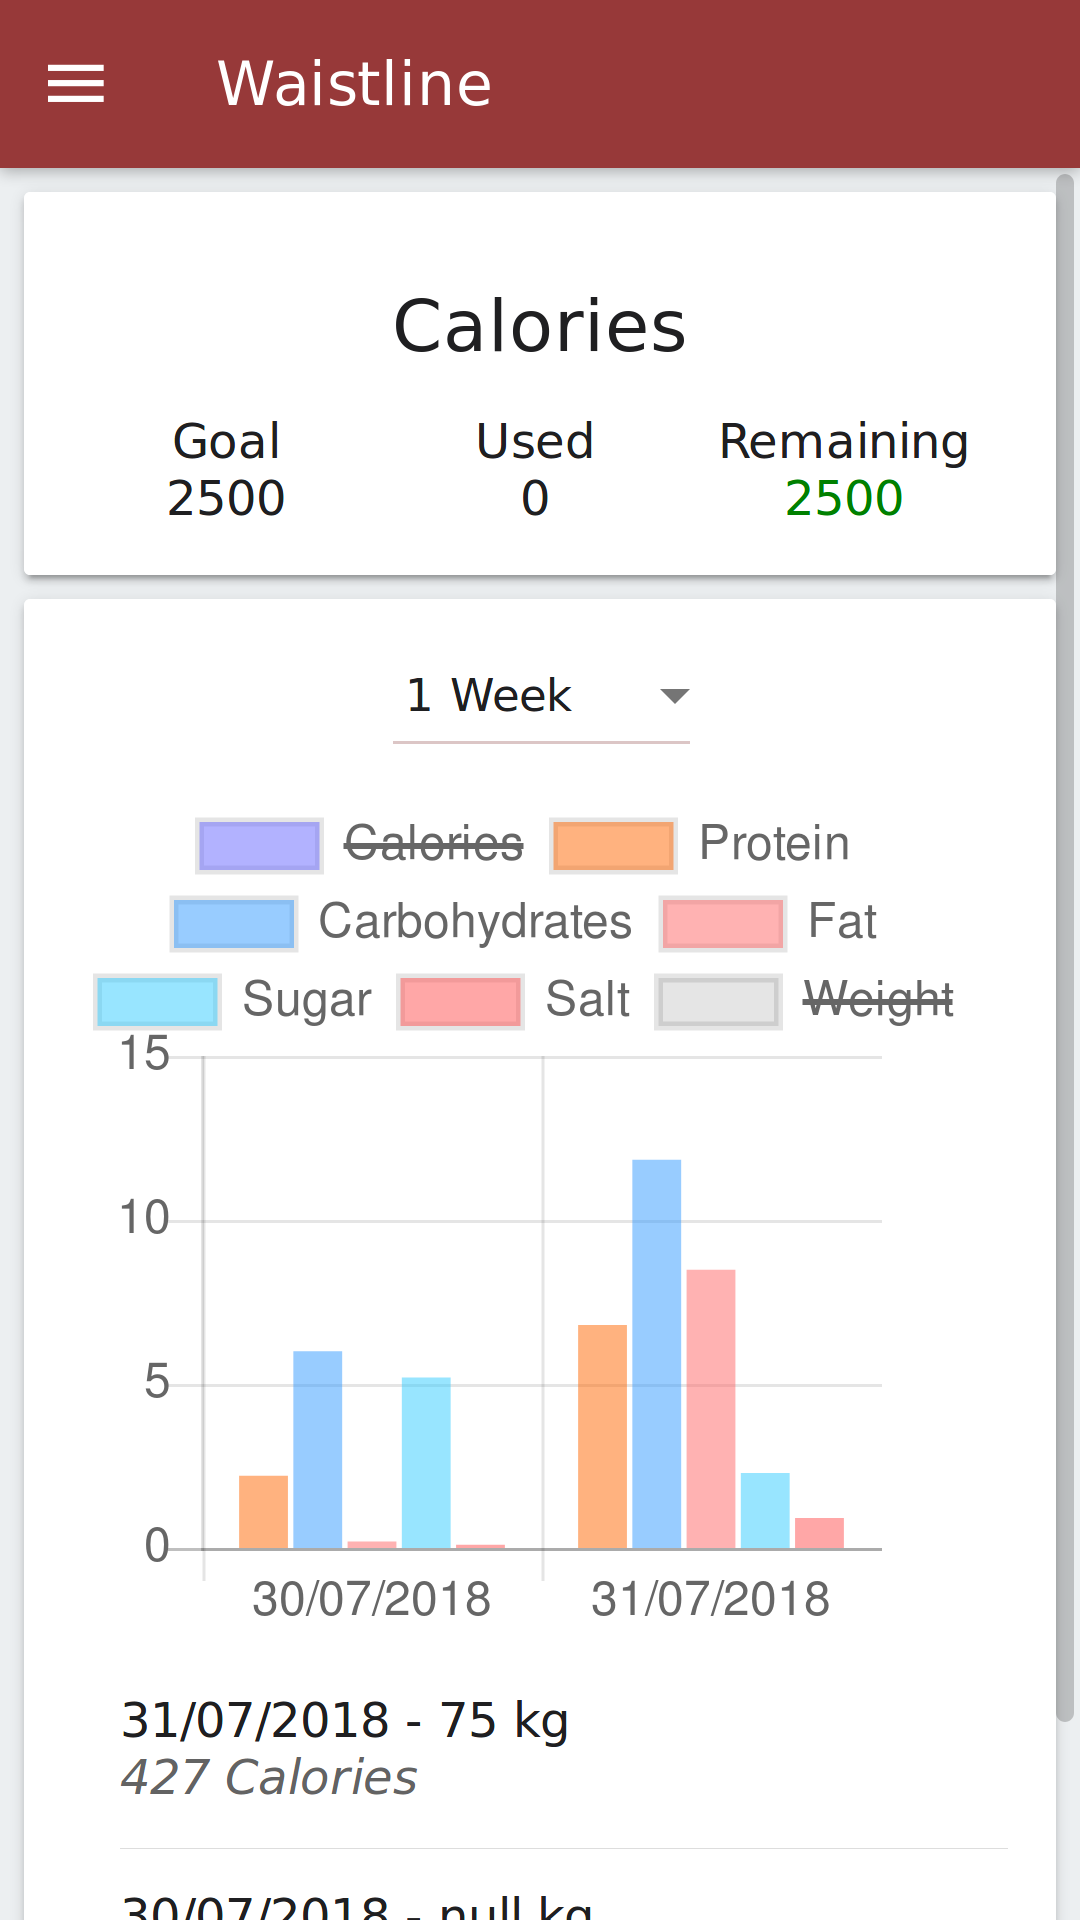 Waistline
Calories
Goal Used Remaining
2500 0 2500
1 Week
Calories Protein
Carbohydrates Fat
Sugar Salt Weight
15
10
5
0
30/07/2018 31/07/2018
31/07/2018 - 75 kg
427 Calories
30/07/2018 - null kg